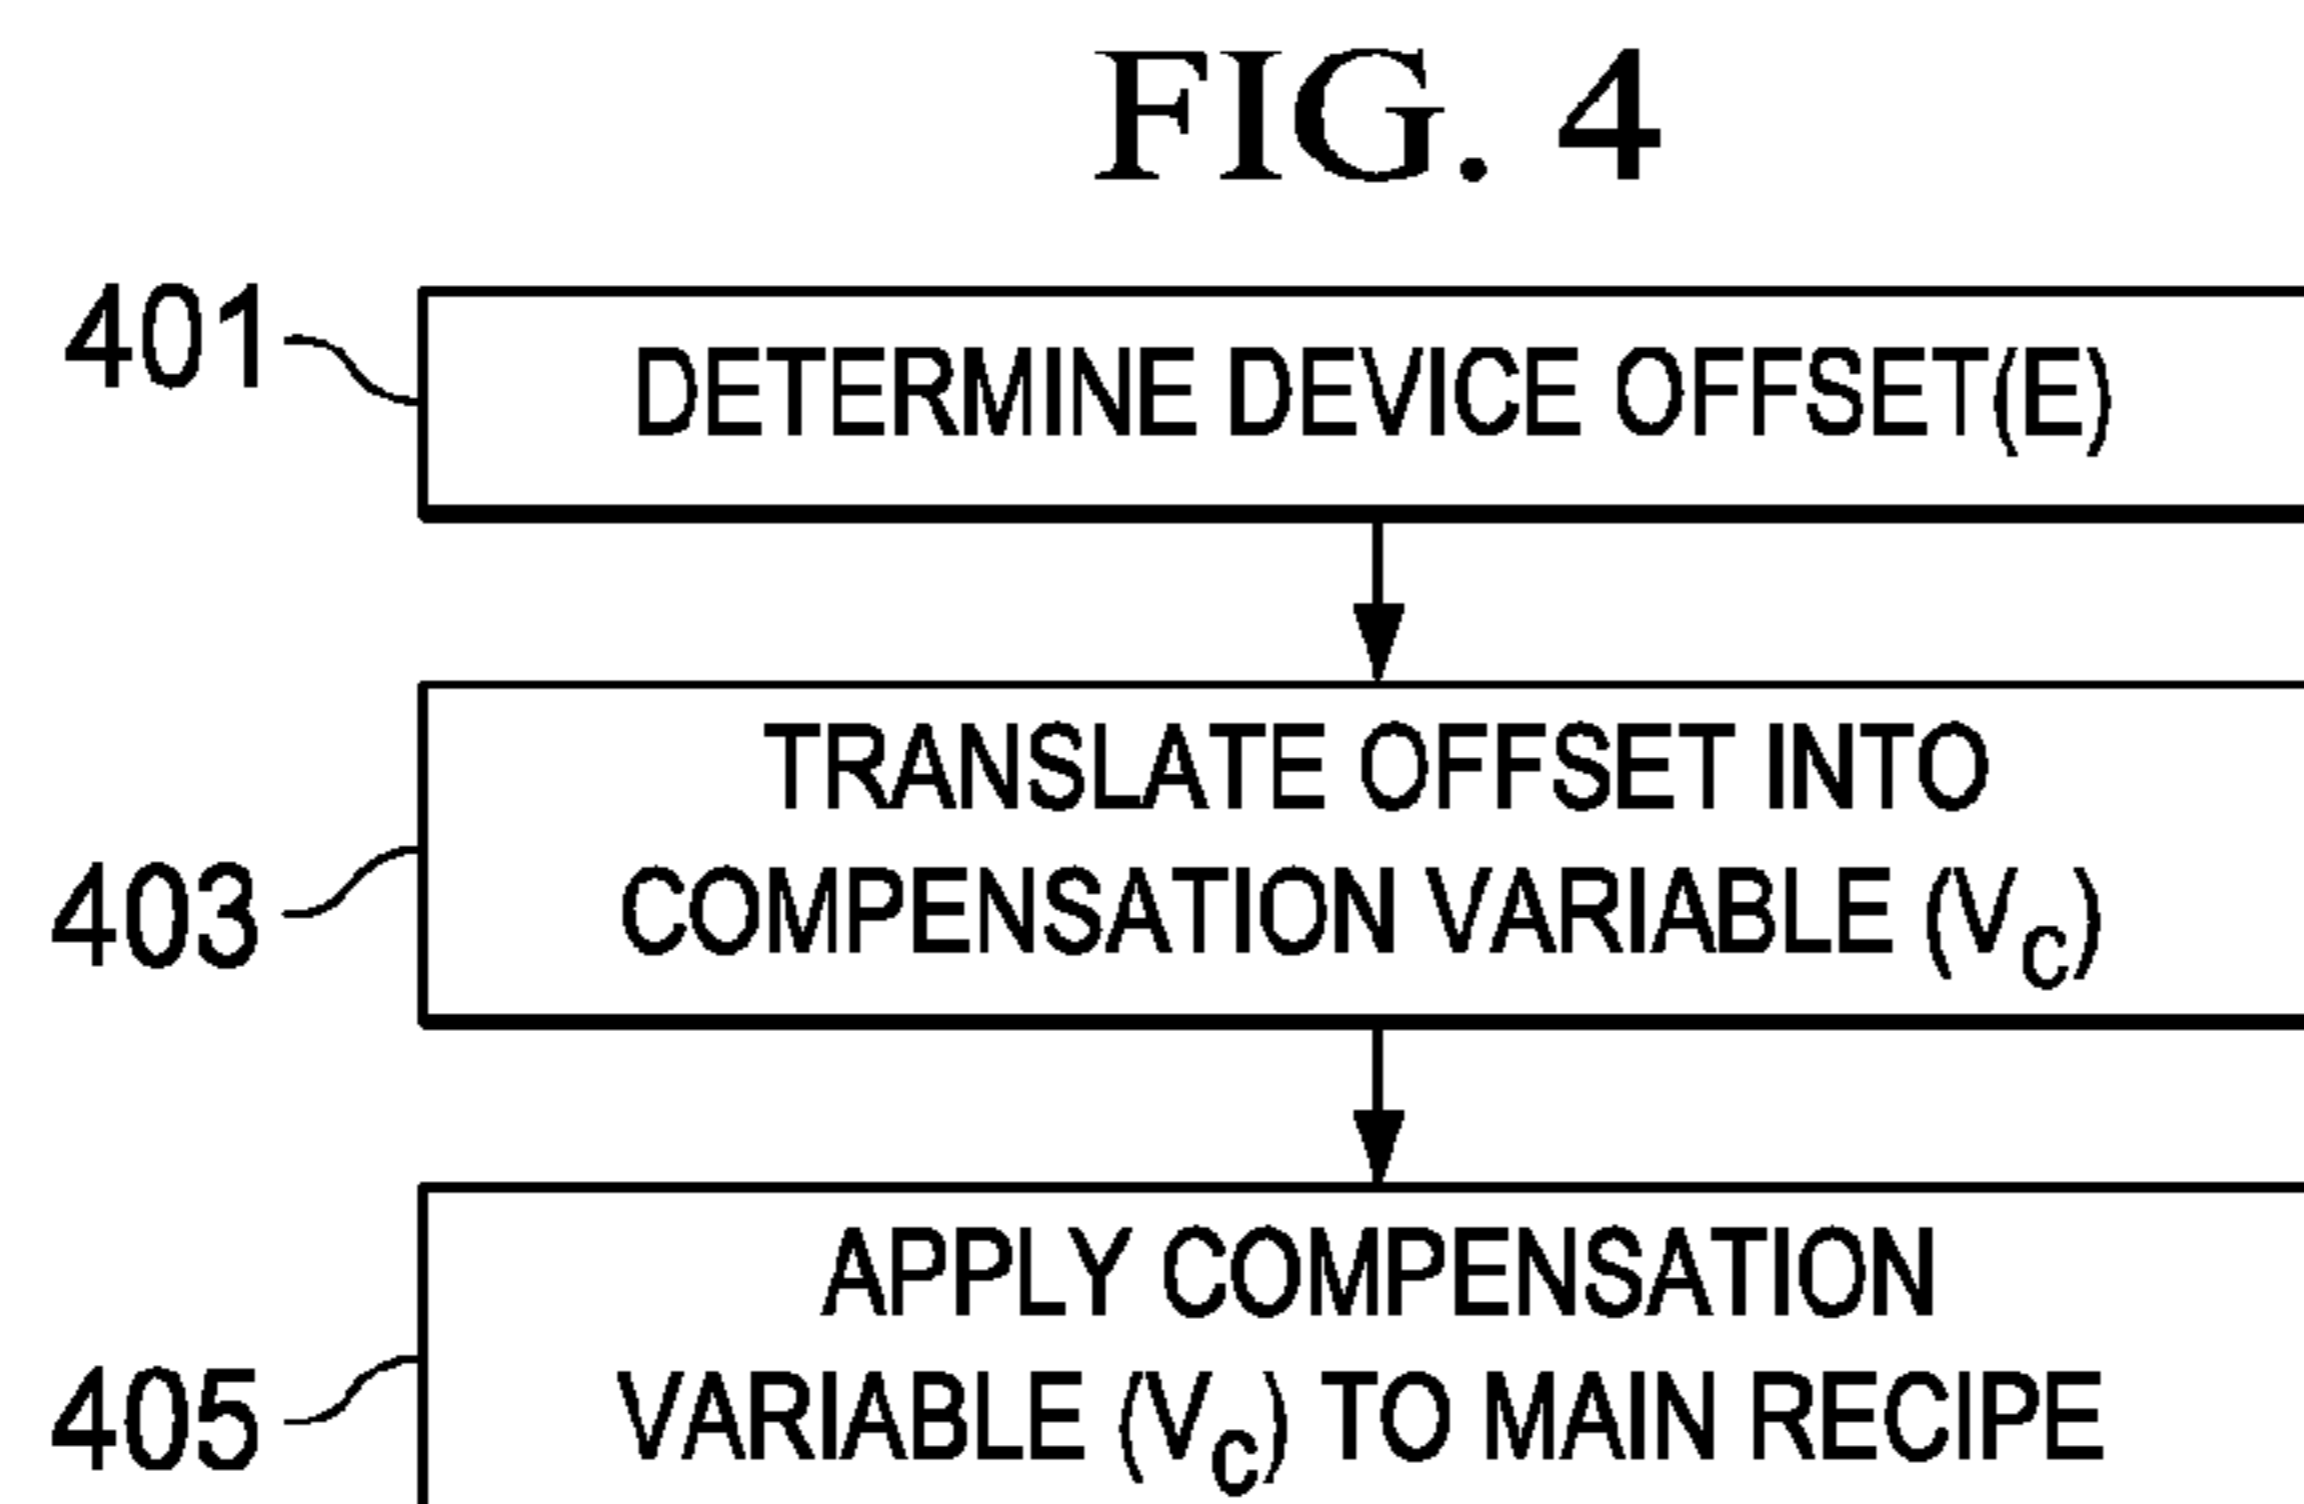 FIG. 4
401
DETERMINE DEVICE OFFSET(E)
403
TRANSLATE OFFSET INTO
COMPENSATION VARIABLE (Vc)
405
APPLY COMPENSATION
VARIABLE (Vc) TO MAIN RECIPE